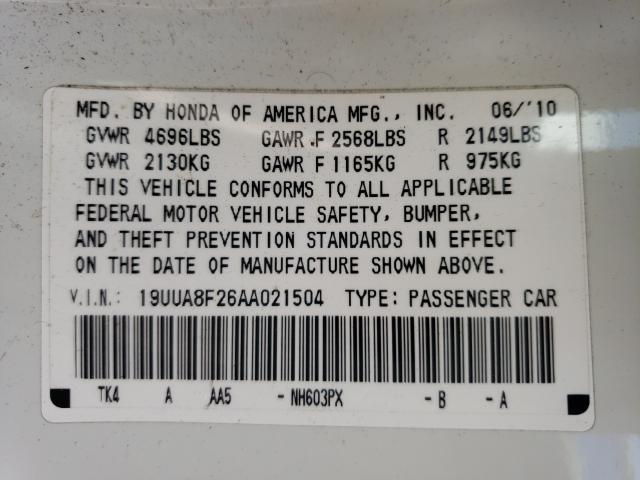 MFD. BY HONDA OF AMERICA MFG., INC. 06/'10
GVWR 4696LBS GAWR F 2568LBS R 2149LBS
GVWR 2130KG GAWR F 1165KG R 975KG
THIS VEHICLE CONFORMS TO ALL APPLICABLE
FEDERAL MOTOR VEHICLE SAFETY, BUMPER,
AND THEFT PREVENTION STANDARDS IN EFFECT
ON THE DATE OF MANUFACTURE SHOWN ABOVE.
V.I.N.: 19UUA8F26AA021504 TYPE: PASSENGER CAR
TK4 A AA5 - NH603PX - B - A